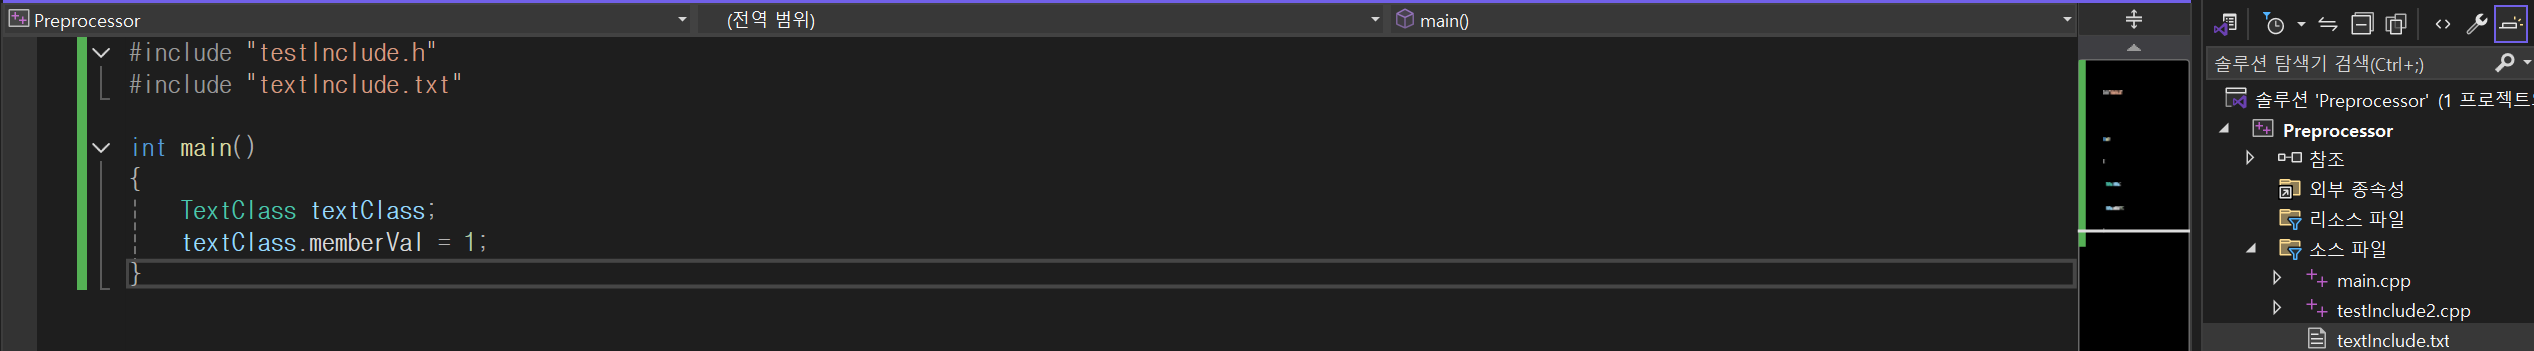 Preprocessor (전역 범위) main()
#include "testInclude.h"
#include "textInclude.txt"
int main()
{
TextClass textClass;
textClass.memberVal = 1;
}
솔루션 탐색기 검색(Ctrl+;)
솔루션 'Preprocessor' (1 프로젝트
Preprocessor
참조
외부 종속성
리소스 파일
소스 파일
main.cpp
testInclude2.cpp
textInclude.txt